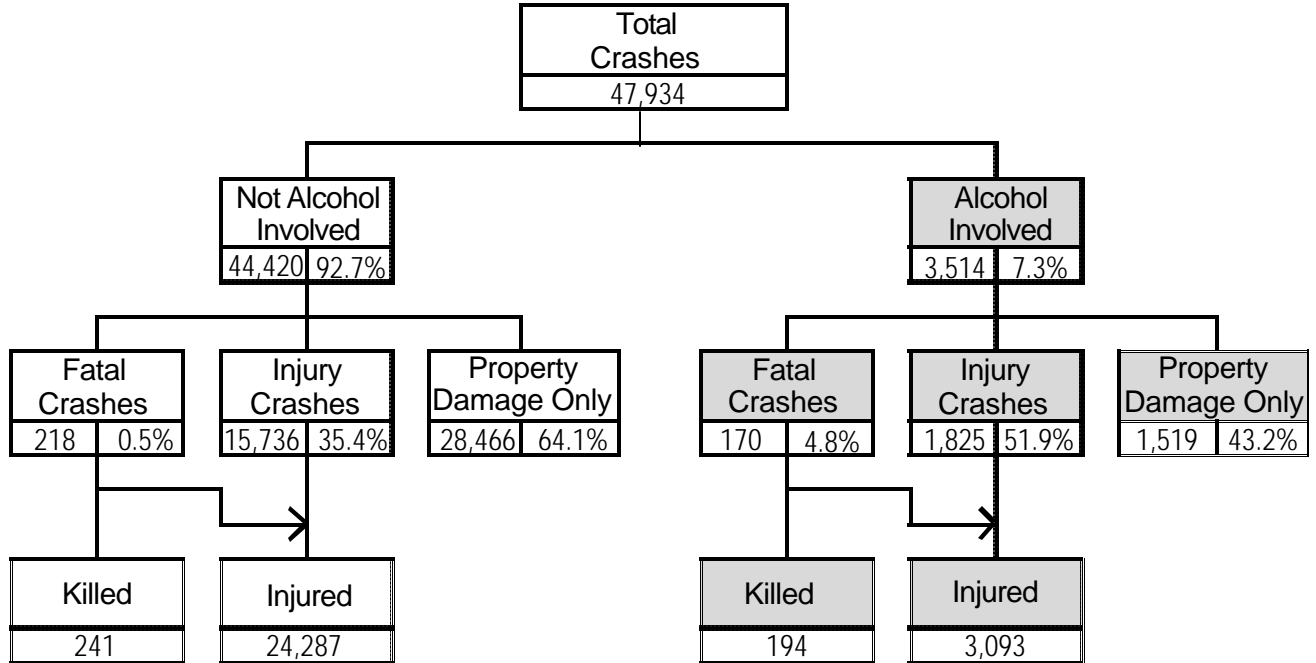 Total
Crashes
47,934
Not Alcohol
Involved
44,420 92.7%
Alcohol
Involved
3,514 7.3%
Fatal
Crashes
218 0.5%
Injury
Crashes
15,736 35.4%
Property
Damage Only
28,466 64.1%
Fatal
Crashes
170 4.8%
Injury
Crashes
1,825 51.9%
Property
Damage Only
1,519 43.2%
Killed
241
Injured
24,287
Killed
194
Injured
3,093